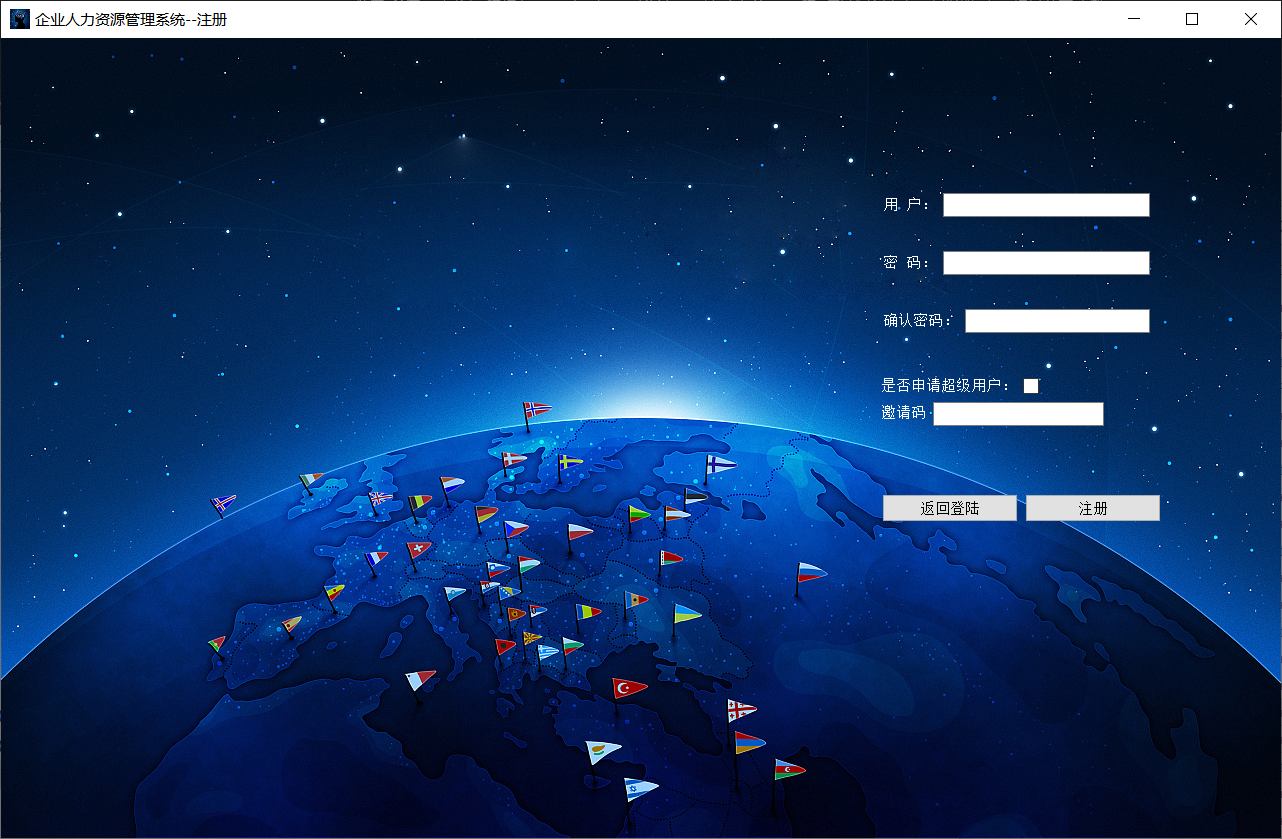 企业人力资源管理系统--注册
用 户：
密 码：
确认密码：
是否申请超级用户：
邀请码
返回登陆 注册